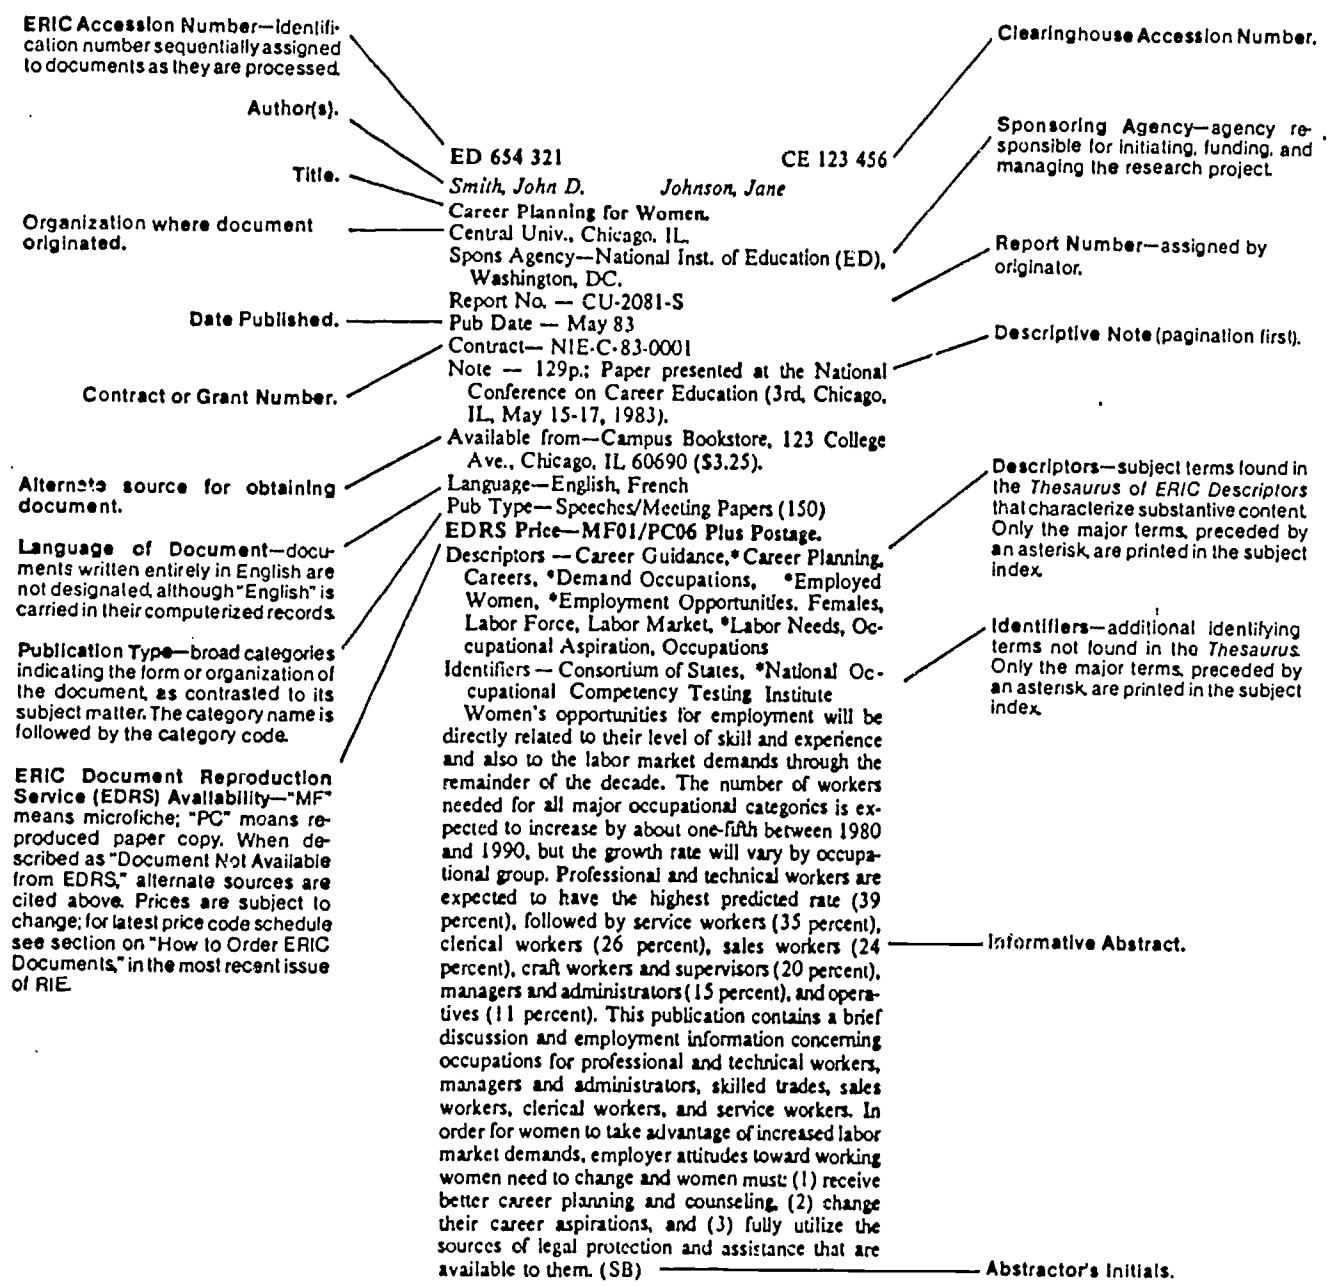 ERIC Accession Number—identifi-
cation number sequentially assigned
to documents as they are processed.
Author(s).
Title.
Organization where document
originated.
Date Published.
Contract or Grant Number.
Alternate source for obtaining
document.
Language of Document—docu-
ments written entirely in English are
not designated, although "English" is
carried in their computerized records.
Publication Type—broad categories
indicating the form or organization of
the document, as contrasted to its
subject matter. The category name is
followed by the category code.
ERIC Document Reproduction
Service (EDRS) Availability—"MF"
means microfiche; "PC" means re-
produced paper copy. When de-
scribed as "Document Not Available
from EDRS," alternate sources are
cited above. Prices are subject to
change; for latest price code schedule
see section on "How to Order ERIC
Documents," in the most recent issue
of RIE.
ED 654 321 CE 123 456
Smith, John D. Johnson, Jane
Career Planning for Women.
Central Univ., Chicago, IL.
Spons Agency—National Inst. of Education (ED),
Washington, DC.
Report No. — CU-2081-S
Pub Date — May 83
Contract— NIE-C-83-0001
Note — 129p.; Paper presented at the National
Conference on Career Education (3rd, Chicago,
IL, May 15-17, 1983).
Available from—Campus Bookstore, 123 College
Ave., Chicago, IL 60690 ($3.25).
Language—English, French
Pub Type—Speeches/Meeting Papers (150)
EDRS Price—MF01/PC06 Plus Postage.
Descriptors — Career Guidance, *Career Planning,
Careers, *Demand Occupations, *Employed
Women, *Employment Opportunities, Females,
Labor Force, Labor Market, *Labor Needs, Oc-
cupational Aspiration, Occupations
Identifiers — Consortium of States, *National Oc-
cupational Competency Testing Institute
Women's opportunities for employment will be
directly related to their level of skill and experience
and also to the labor market demands through the
remainder of the decade. The number of workers
needed for all major occupational categories is ex-
pected to increase by about one-fifth between 1980
and 1990, but the growth rate will vary by occupa-
tional group. Professional and technical workers are
expected to have the highest predicted rate (39
percent), followed by service workers (35 percent),
clerical workers (26 percent), sales workers (24
percent), craft workers and supervisors (20 percent),
managers and administrators (15 percent), and opera-
tives (11 percent). This publication contains a brief
discussion and employment information concerning
occupations for professional and technical workers,
managers and administrators, skilled trades, sales
workers, clerical workers, and service workers. In
order for women to take advantage of increased labor
market demands, employer attitudes toward working
women need to change and women must: (1) receive
better career planning and counseling, (2) change
their career aspirations, and (3) fully utilize the
sources of legal protection and assistance that are
available to them. (SB)
Clearinghouse Accession Number.
Sponsoring Agency—agency re-
sponsible for initiating, funding, and
managing the research project.
Report Number—assigned by
originator.
Descriptive Note (pagination first).
Descriptors—subject terms found in
the Thesaurus of ERIC Descriptors
that characterize substantive content.
Only the major terms, preceded by
an asterisk, are printed in the subject
index.
Identifiers—additional identifying
terms not found in the Thesaurus.
Only the major terms, preceded by
an asterisk, are printed in the subject
index.
Informative Abstract.
Abstractor's Initials.